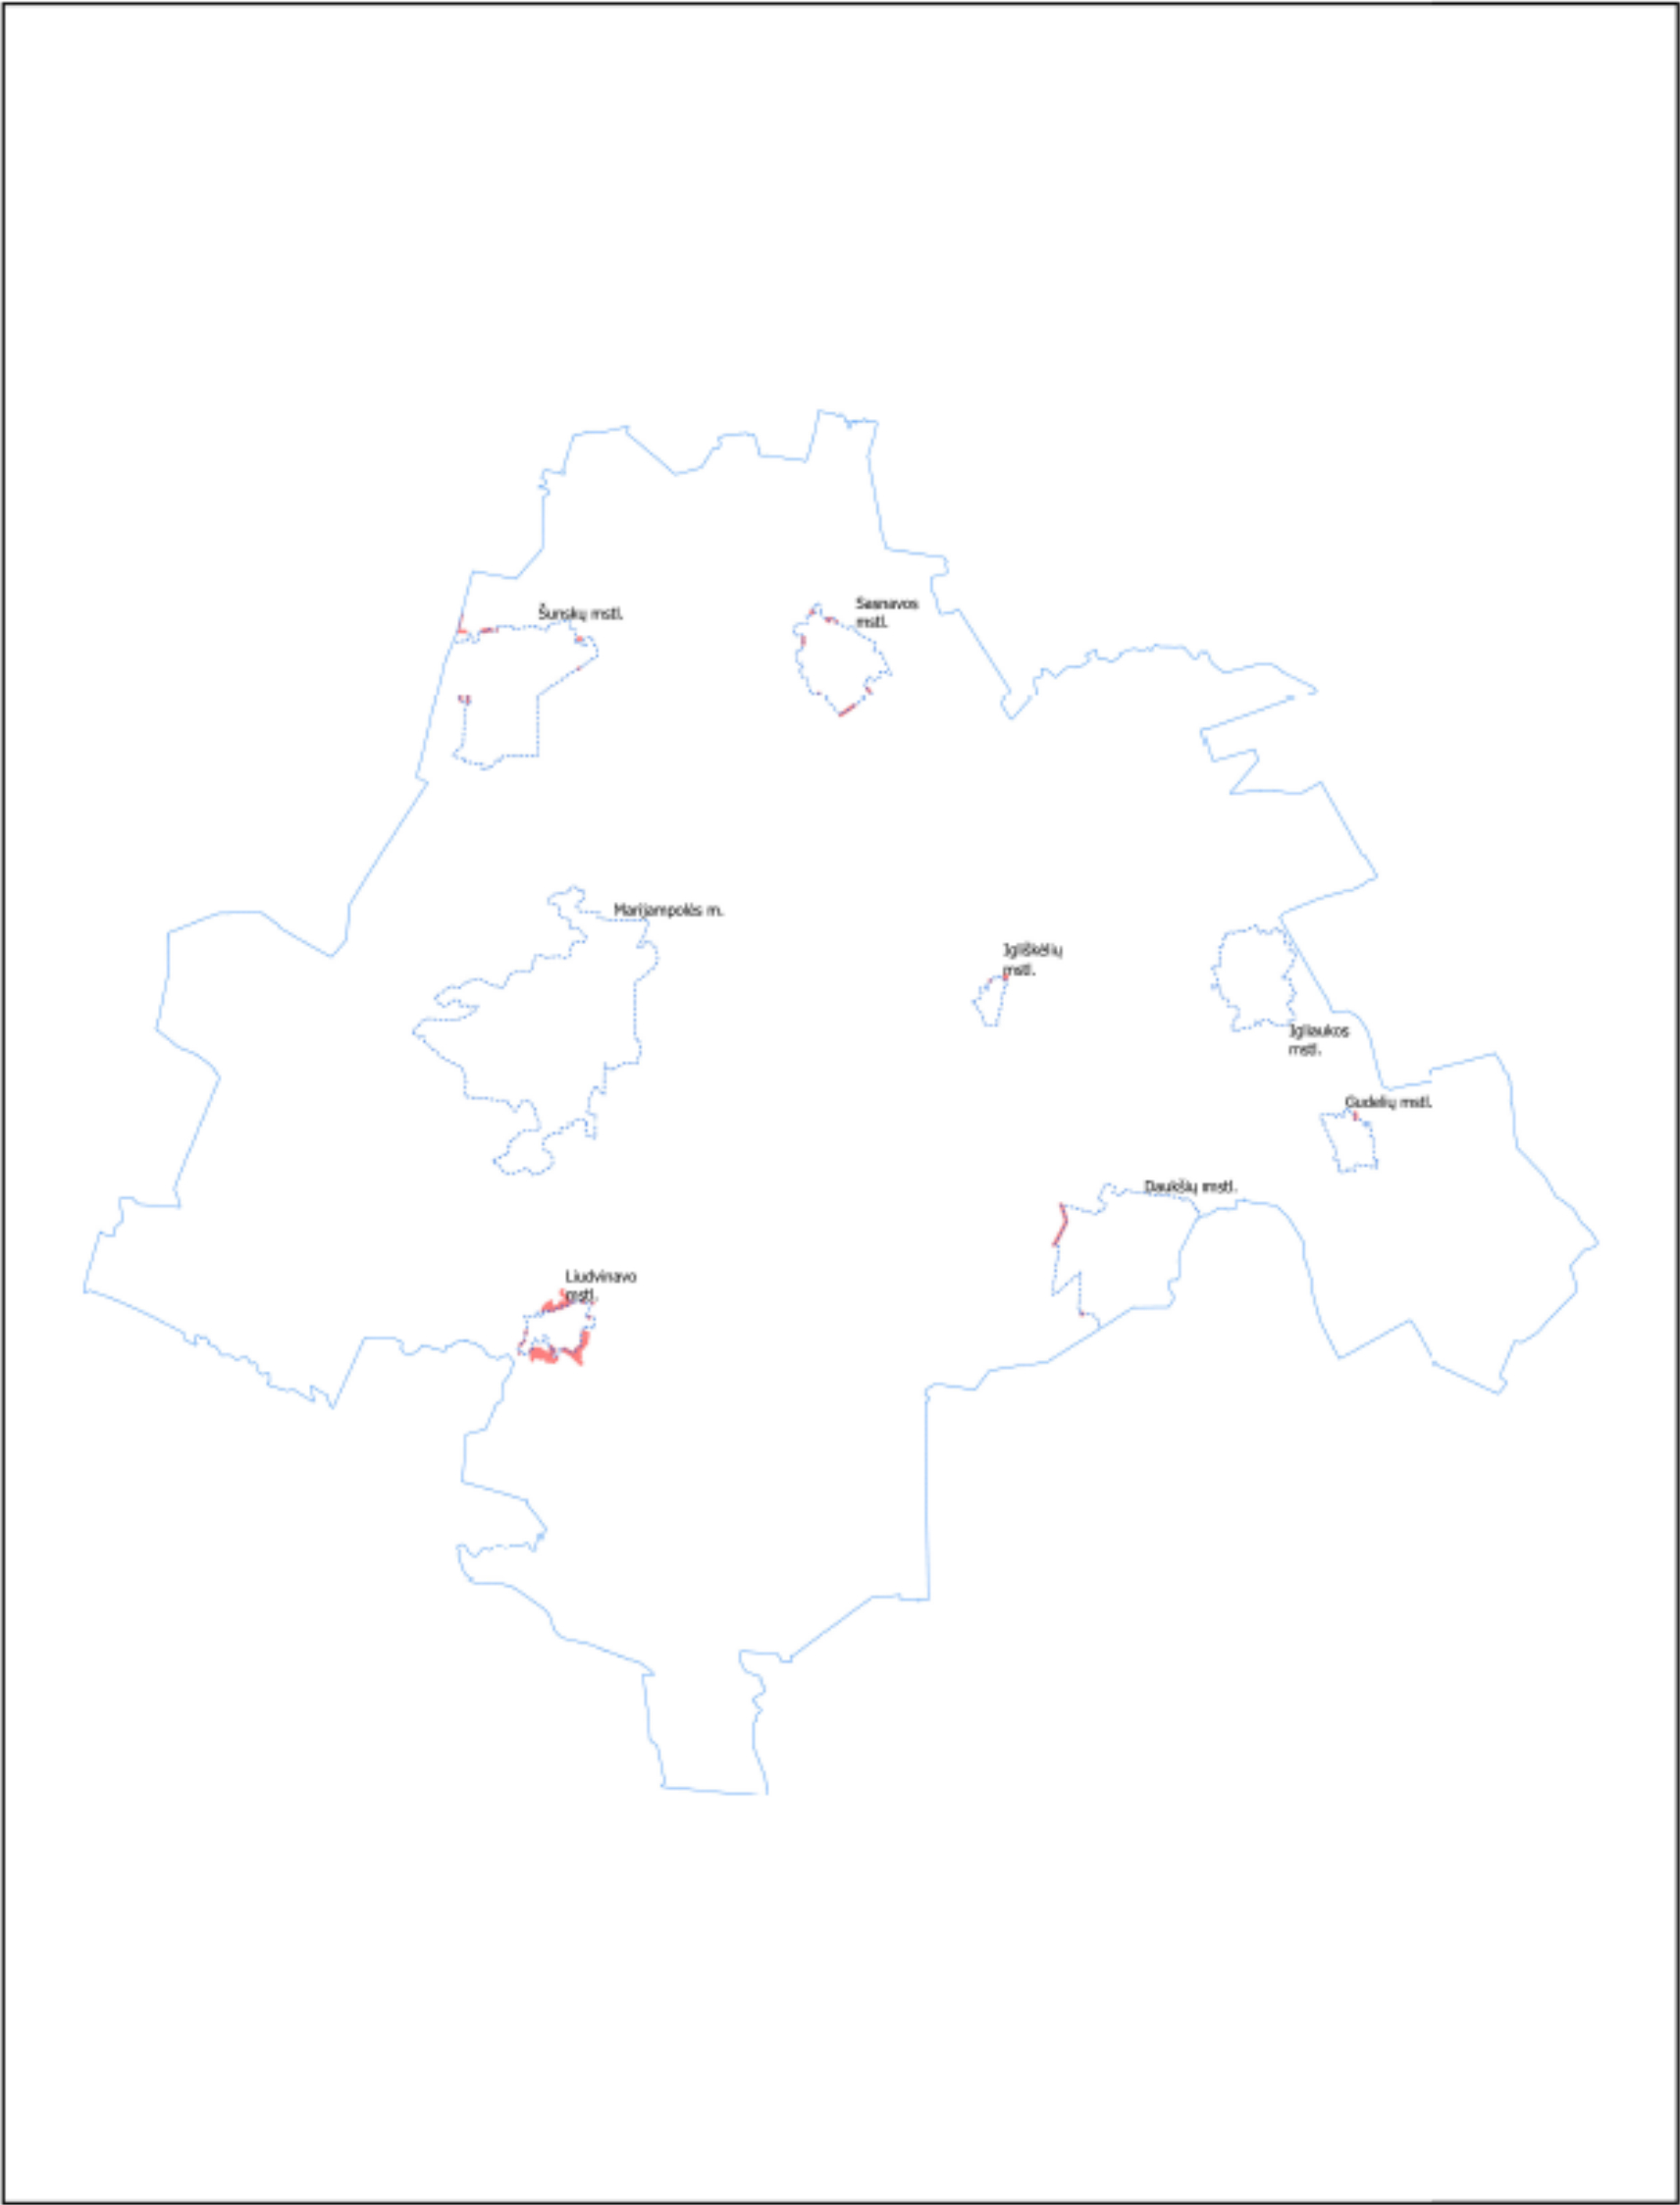 Šunskų mstl.
Sasnavos
mstl.
Marijampolės m.
Igliškėlių
mstl.
Igliaukos
mstl.
Gudelių mstl.
Daukšių mstl.
Liudvinavo
mstl.